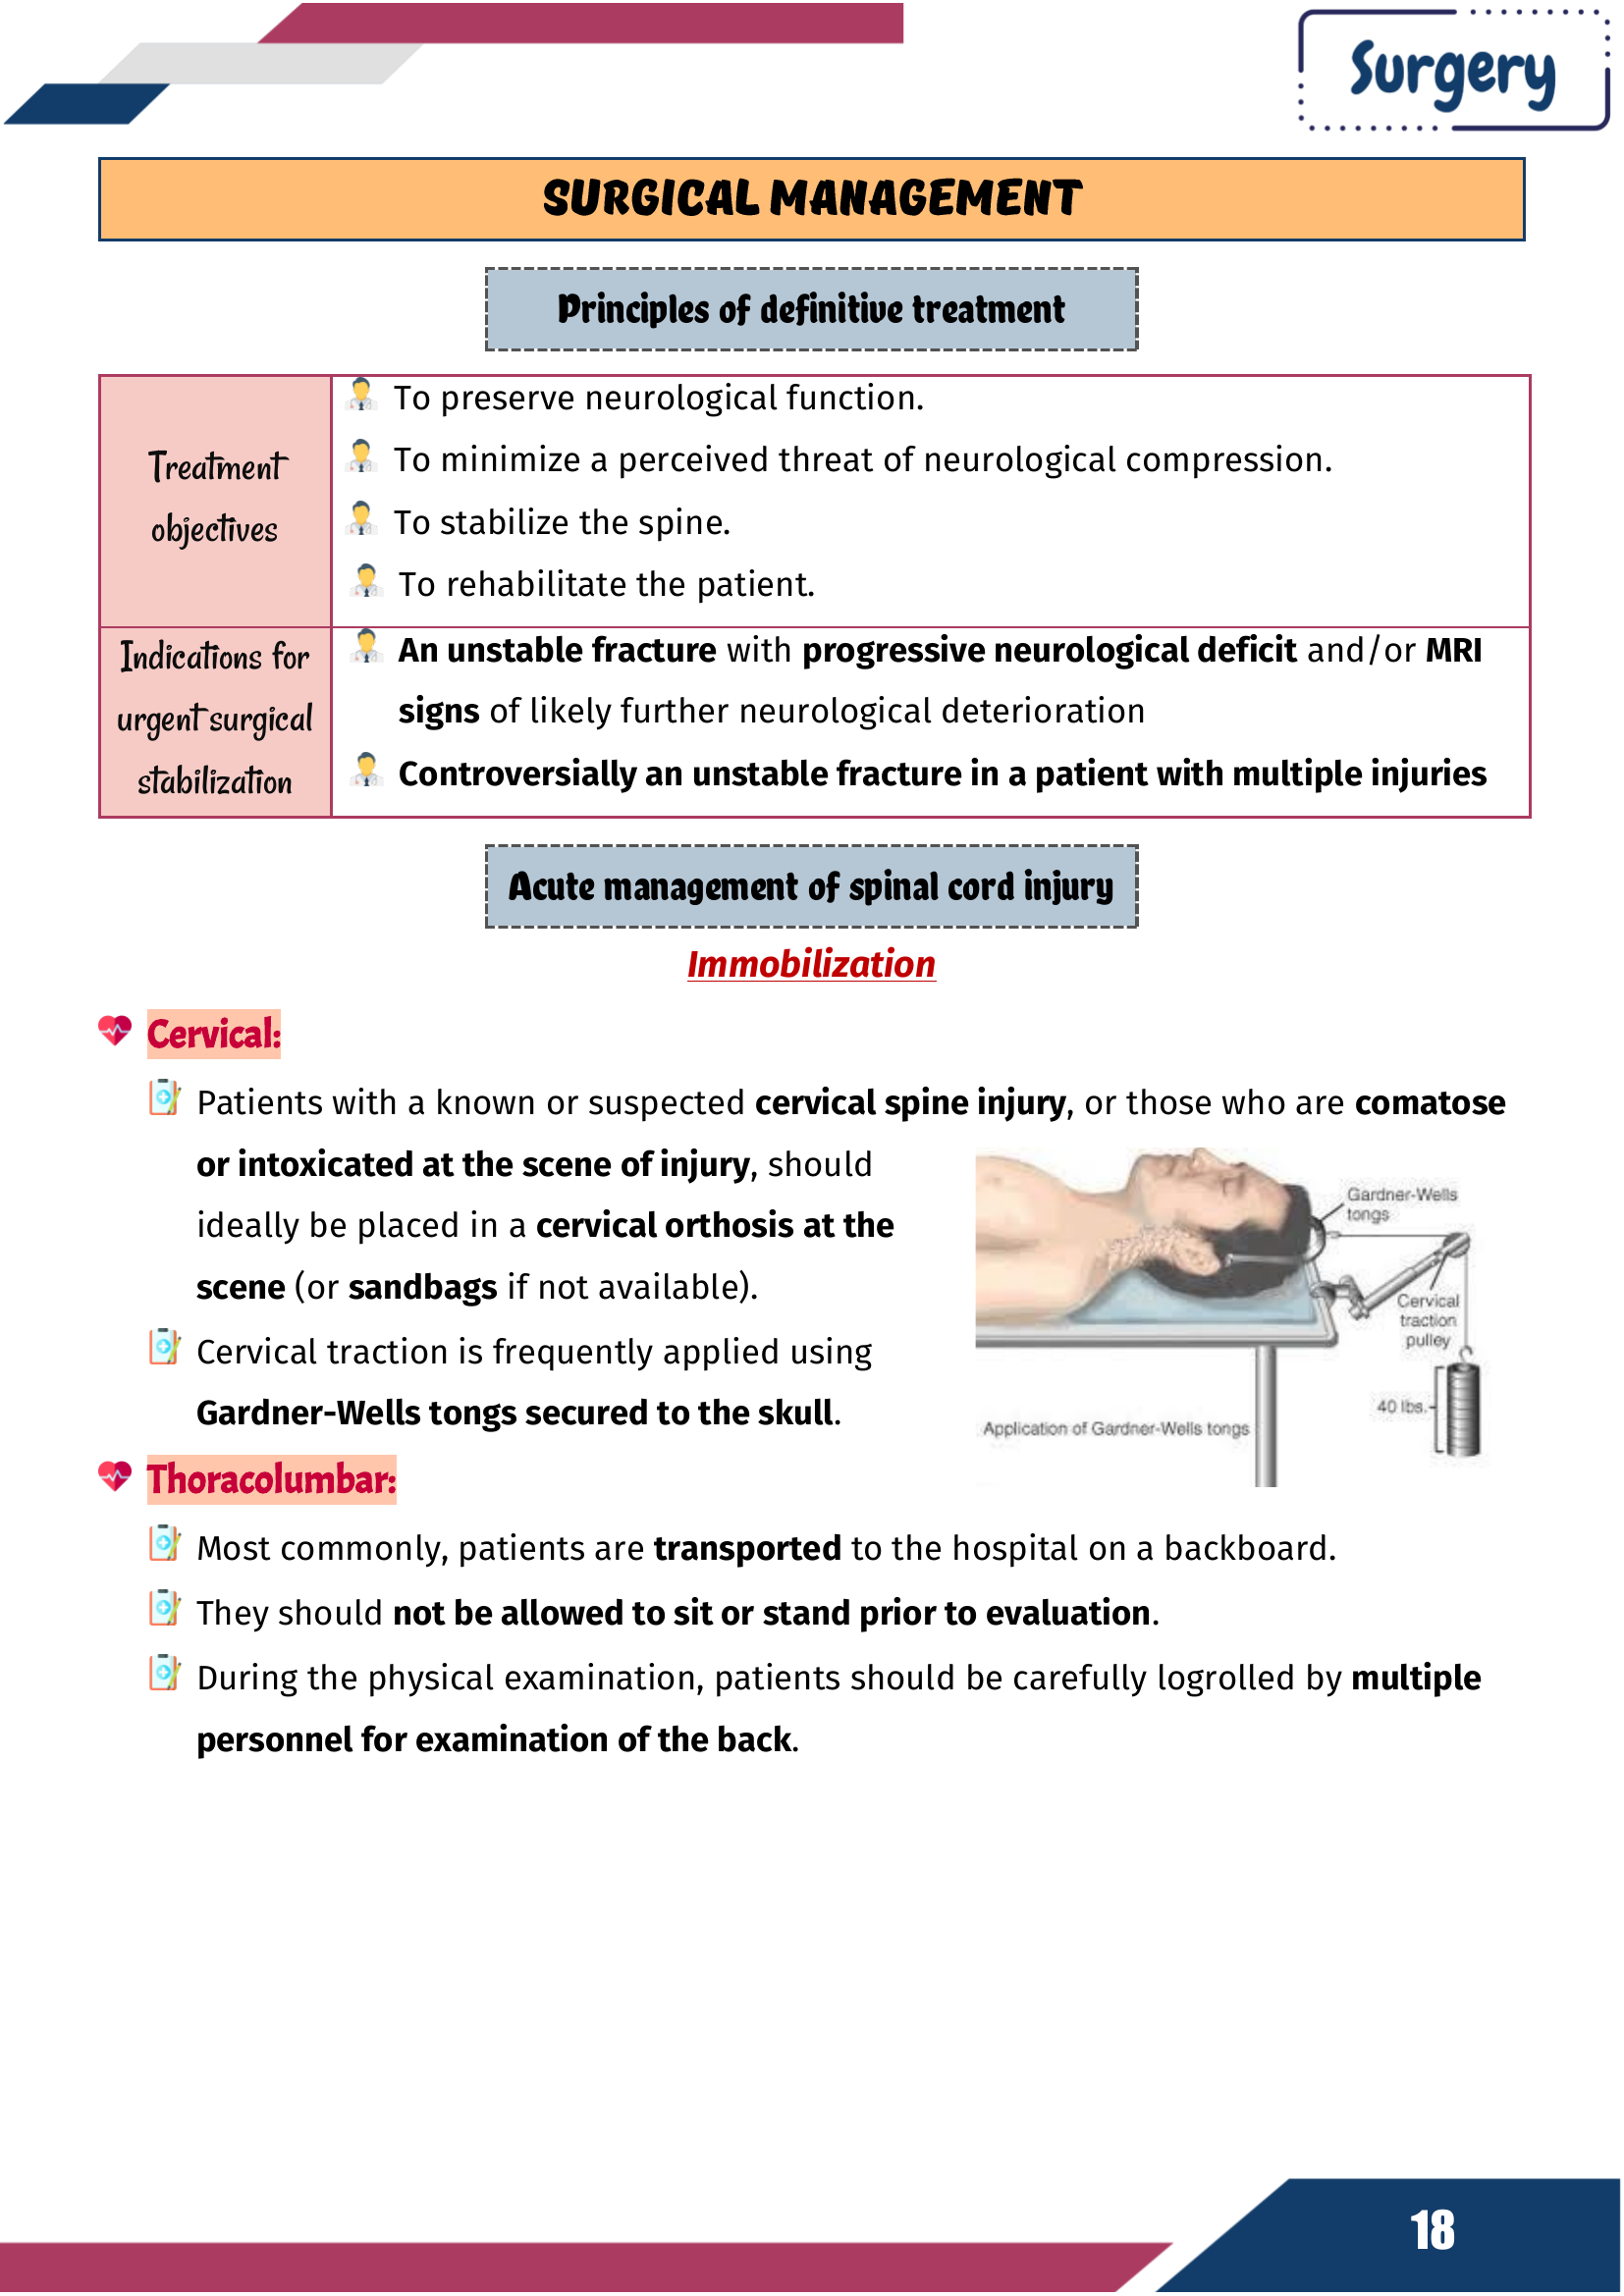 Surgery
SURGICAL MANAGEMENT
Principles of definitive treatment
Treatment
objectives
To preserve neurological function.
To minimize a perceived threat of neurological compression.
To stabilize the spine.
To rehabilitate the patient.
Indications for
urgent surgical
stabilization
An unstable fracture with progressive neurological deficit and/or MRI
signs of likely further neurological deterioration
Controversially an unstable fracture in a patient with multiple injuries
Acute management of spinal cord injury
Immobilization
Cervical:
Patients with a known or suspected cervical spine injury, or those who are comatose
or intoxicated at the scene of injury, should
ideally be placed in a cervical orthosis at the
scene (or sandbags if not available).
Cervical traction is frequently applied using
Gardner-Wells tongs secured to the skull.
Gardner-Wells
tongs
Cervical
traction
pulley
40 lbs.
Application of Gardner-Wells tongs
Thoracolumbar:
Most commonly, patients are transported to the hospital on a backboard.
They should not be allowed to sit or stand prior to evaluation.
During the physical examination, patients should be carefully logrolled by multiple
personnel for examination of the back.
18